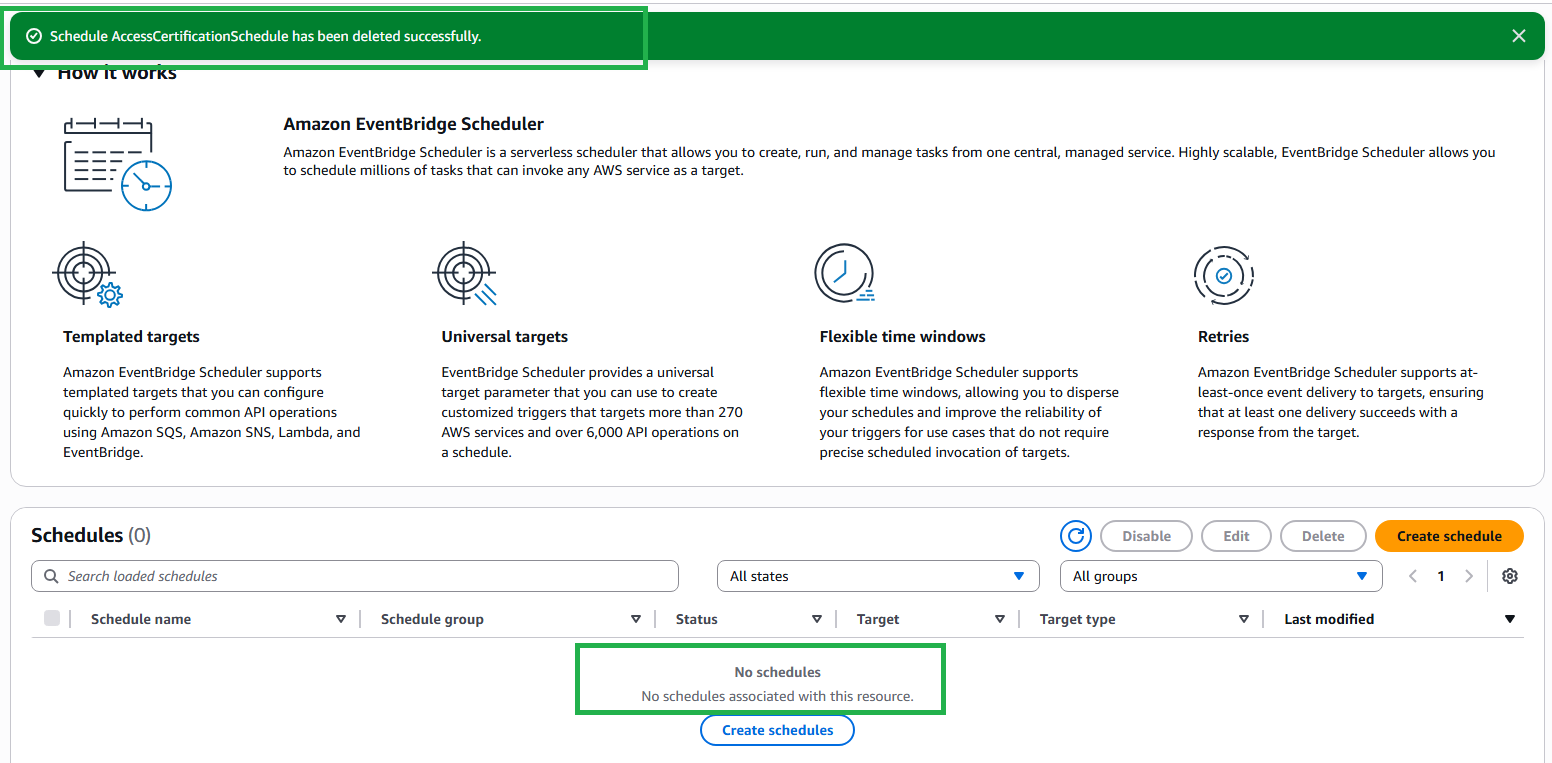 Schedule AccessCertificationSchedule has been deleted successfully.
How it works
Amazon EventBridge Scheduler
Amazon EventBridge Scheduler is a serverless scheduler that allows you to create, run, and manage tasks from one central, managed service. Highly scalable, EventBridge Scheduler allows you
to schedule millions of tasks that can invoke any AWS service as a target.
Templated targets
Amazon EventBridge Scheduler supports
templated targets that you can configure
quickly to perform common API operations
using Amazon SQS, Amazon SNS, Lambda, and
EventBridge.
Universal targets
EventBridge Scheduler provides a universal
target parameter that you can use to create
customized triggers that targets more than 270
AWS services and over 6,000 API operations on
a schedule.
Flexible time windows
Amazon EventBridge Scheduler supports
flexible time windows, allowing you to disperse
your schedules and improve the reliability of
your triggers for use cases that do not require
precise scheduled invocation of targets.
Retries
Amazon EventBridge Scheduler supports at-
least-once event delivery to targets, ensuring
that at least one delivery succeeds with a
response from the target.
Schedules (0)
Disable
Edit
Delete
Create schedule
Search loaded schedules
All states
All groups
1
Schedule name
Schedule group
Status
Target
Target type
Last modified
No schedules
No schedules associated with this resource.
Create schedules